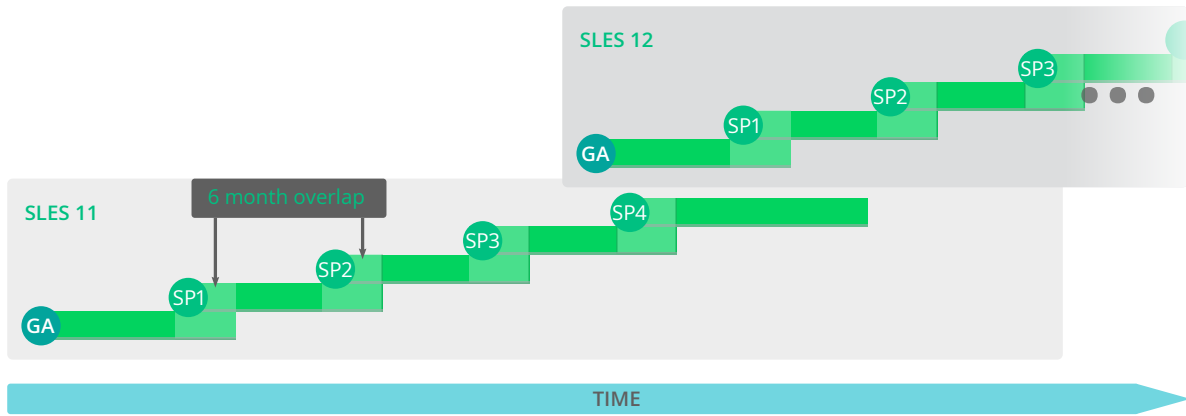 SLES 12
SP3
SP2
SP1
GA
6 month overlap
SLES 11
SP4
SP3
SP2
SP1
GA
TIME